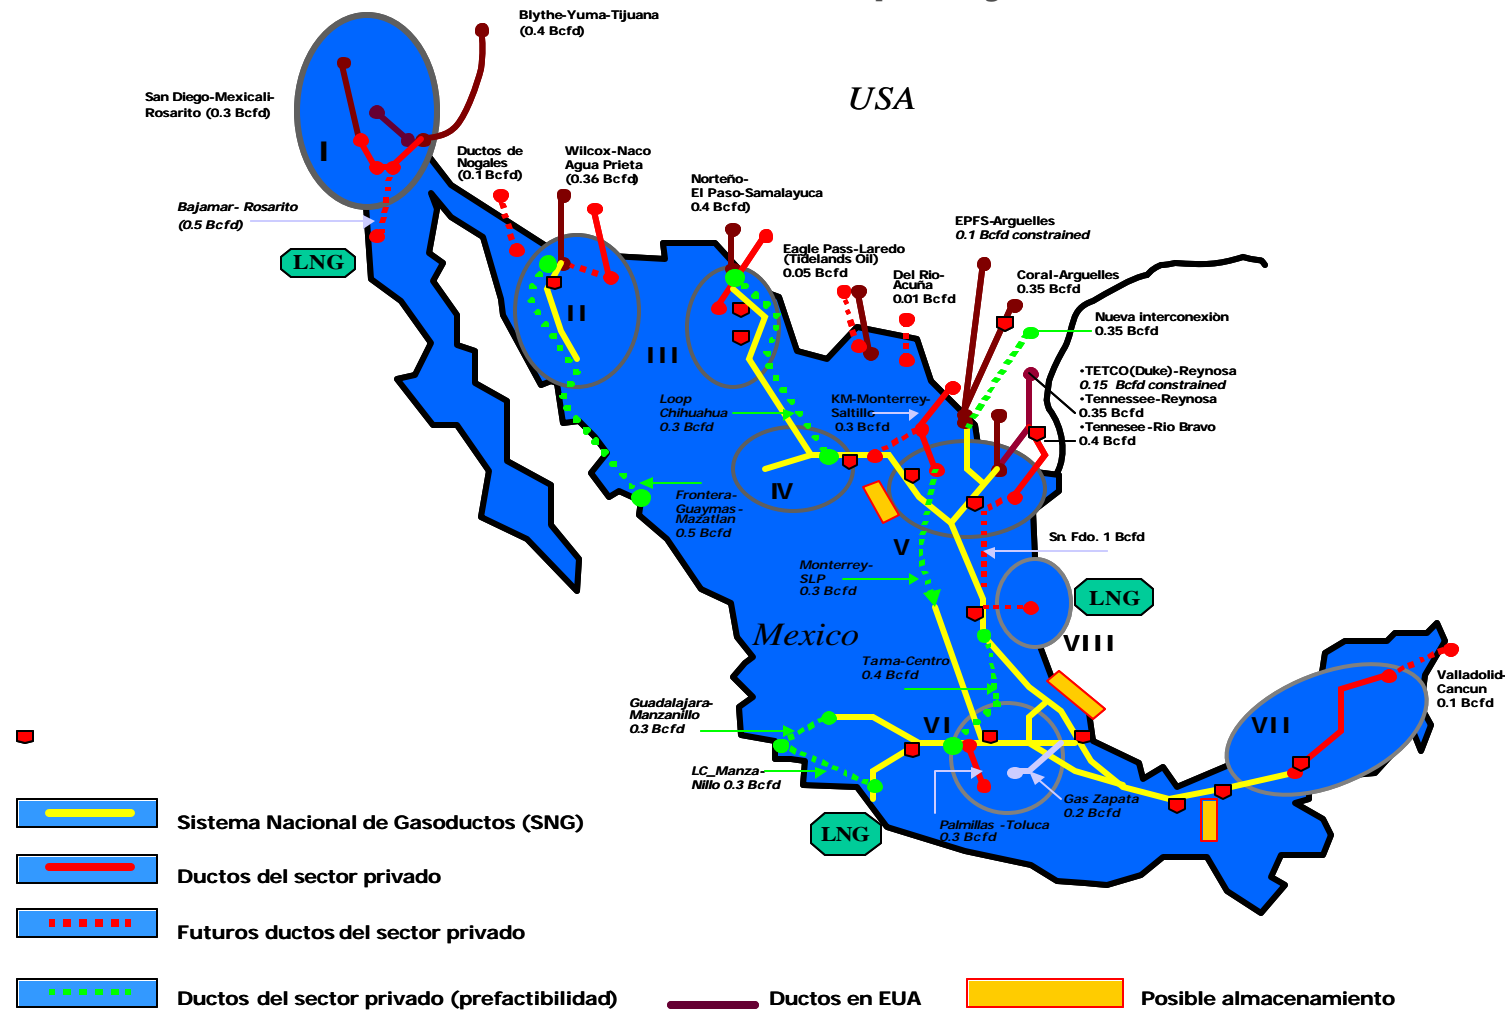 Blythe-Yuma-Tijuana
(0.4 Bcfd)
USA
San Diego-Mexicali-
Rosarito (0.3 Bcfd)
I
Ductos de
Nogales
(0.1 Bcfd)
Wilcox-Naco
Agua Prieta
(0.36 Bcfd)
Norteño-
El Paso-Samalayuca
0.4 Bcfd)
Bajamar- Rosarito
(0.5 Bcfd)
LNG
EPFS-Arguelles
0.1 Bcfd constrained
Eagle Pass-Laredo
(Tidelands Oil)
0.05 Bcfd
Del Rio-
Acuña
0.01 Bcfd
Coral-Arguelles
0.35 Bcfd
Nueva interconexiòn
0.35 Bcfd
II
III
•TETCO(Duke)-Reynosa
0.15 Bcfd constrained
•Tennessee-Reynosa
0.35 Bcfd
•Tennesee-Rio Bravo
0.4 Bcfd
Loop
Chihuahua
0.3 Bcfd
KM-Monterrey-
Saltillo
0.3 Bcfd
IV
Frontera-
Guaymas-
Mazatlan
0.5 Bcfd
V
Sn. Fdo. 1 Bcfd
Monterrey-
SLP
0.3 Bcfd
LNG
Mexico
VIII
Tama-Centro
0.4 Bcfd
Valladolid-
Cancun
0.1 Bcfd
Guadalajara-
Manzanillo
0.3 Bcfd
VI
VII
LC_Manza-
Nillo 0.3 Bcfd
Gas Zapata
0.2 Bcfd
Palmillas -Toluca
0.3 Bcfd
LNG
Sistema Nacional de Gasoductos (SNG)
Ductos del sector privado
Futuros ductos del sector privado
Ductos del sector privado (prefactibilidad)
Ductos en EUA
Posible almacenamiento